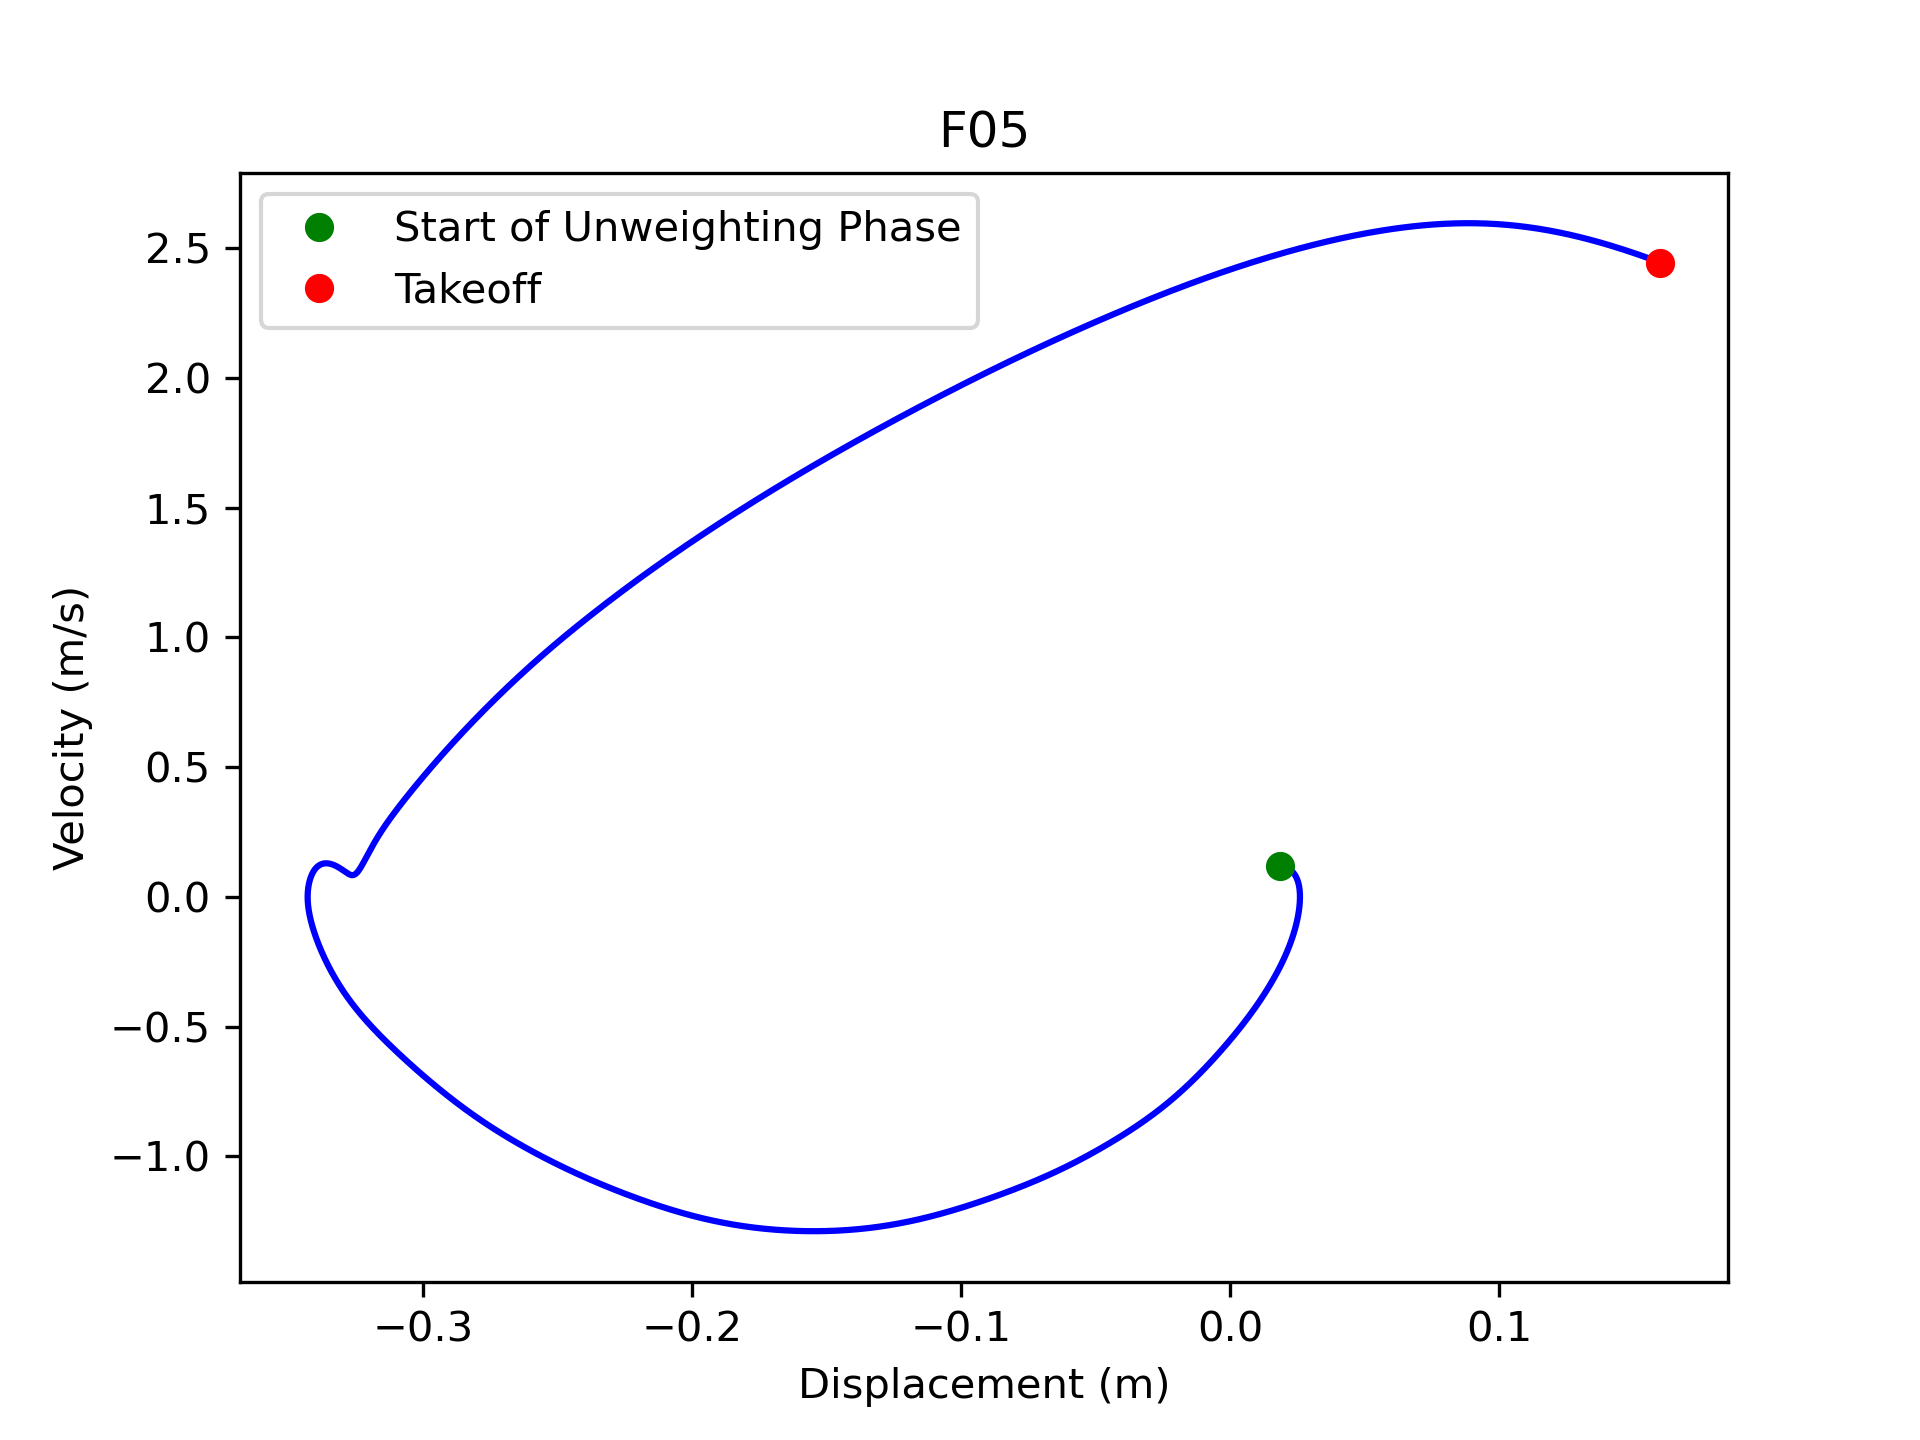 F05
Start of Unweighting Phase
Takeoff
2.5
2.0
1.5
1.0
0.5
0.0
−0.5
−1.0
Velocity (m/s)
−0.3 −0.2 −0.1 0.0 0.1
Displacement (m)